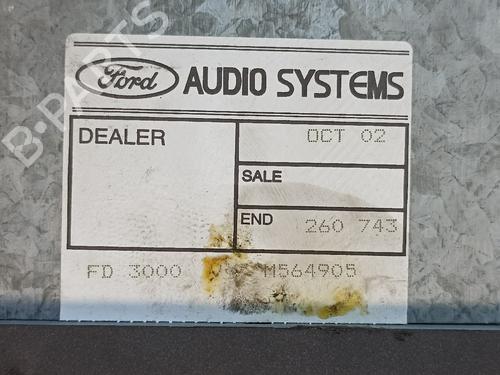 Ford AUDIO SYSTEMS
DEALER
OCT 02
SALE
END 260 743
FD 3000 M564905
B-PARTS